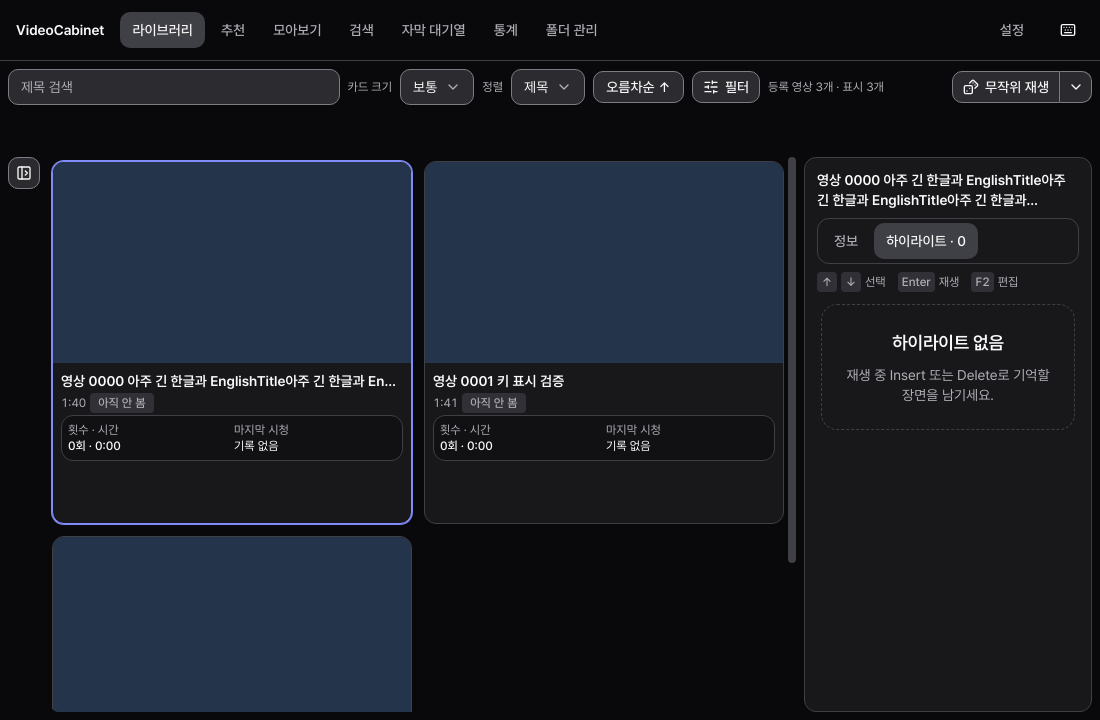 VideoCabinet 라이브러리 추천 모아보기 검색 자막 대기열 통계 폴더 관리 설정
제목 검색 카드 크기 보통 정렬 제목 오름차순 ↑ 필터 등록 영상 3개 · 표시 3개 무작위 재생
영상 0000 아주 긴 한글과 EnglishTitle아주 긴 한글과 En...
1:40 아직 안 봄
횟수 · 시간 마지막 시청
0회 · 0:00 기록 없음
영상 0001 키 표시 검증
1:41 아직 안 봄
횟수 · 시간 마지막 시청
0회 · 0:00 기록 없음
영상 0000 아주 긴 한글과 EnglishTitle아주
긴 한글과 EnglishTitle아주 긴 한글과...
정보 하이라이트 · 0
↑ ↓ 선택 Enter 재생 F2 편집
하이라이트 없음
재생 중 Insert 또는 Delete로 기억할
장면을 남기세요.